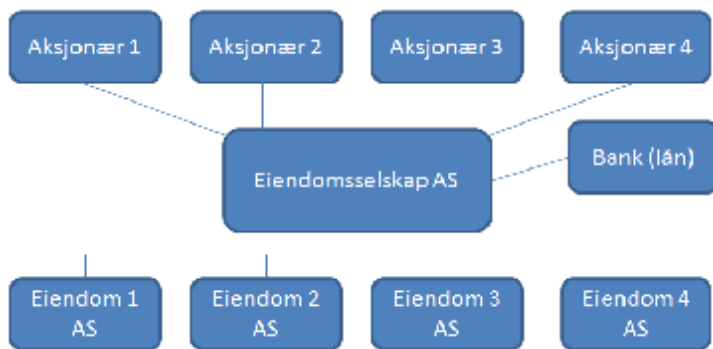 Aksjonær 1
Aksjonær 2
Aksjonær 3
Aksjonær 4
Eiendomsselskap AS
Bank (lån)
Eiendom 1
AS
Eiendom 2
AS
Eiendom 3
AS
Eiendom 4
AS